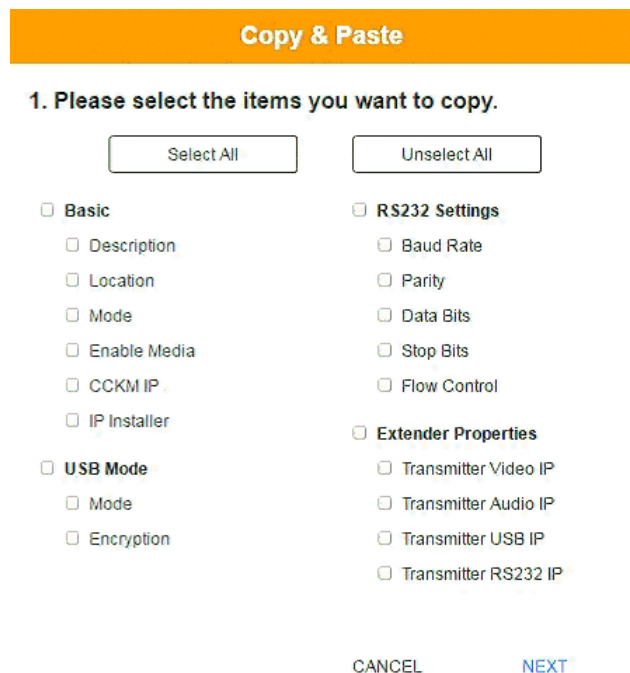 Copy & Paste
1. Please select the items you want to copy.
Select All
Unselect All
Basic
Description
Location
Mode
Enable Media
CCKM IP
IP Installer
USB Mode
Mode
Encryption
RS232 Settings
Baud Rate
Parity
Data Bits
Stop Bits
Flow Control
Extender Properties
Transmitter Video IP
Transmitter Audio IP
Transmitter USB IP
Transmitter RS232 IP
CANCEL
NEXT